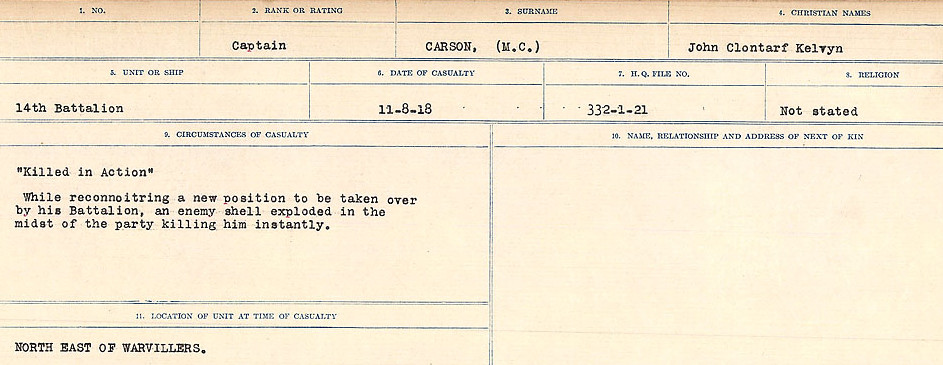 1. NO. 2. RANK OR RATING 3. SURNAME 4. CHRISTIAN NAMES
Captain CARSON, (M.C.) John Clontarf Kelvyn
5. UNIT OR SHIP 6. DATE OF CASUALTY 7. H.Q. FILE NO. 8. RELIGION
14th Battalion 11-8-18 332-1-21 Not stated
9. CIRCUMSTANCES OF CASUALTY 10. NAME, RELATIONSHIP AND ADDRESS OF NEXT OF KIN
"Killed in Action"
While reconnoitring a new position to be taken over
by his Battalion, an enemy shell exploded in the
midst of the party killing him instantly.
11. LOCATION OF UNIT AT TIME OF CASUALTY
NORTH EAST OF WARVILLERS.